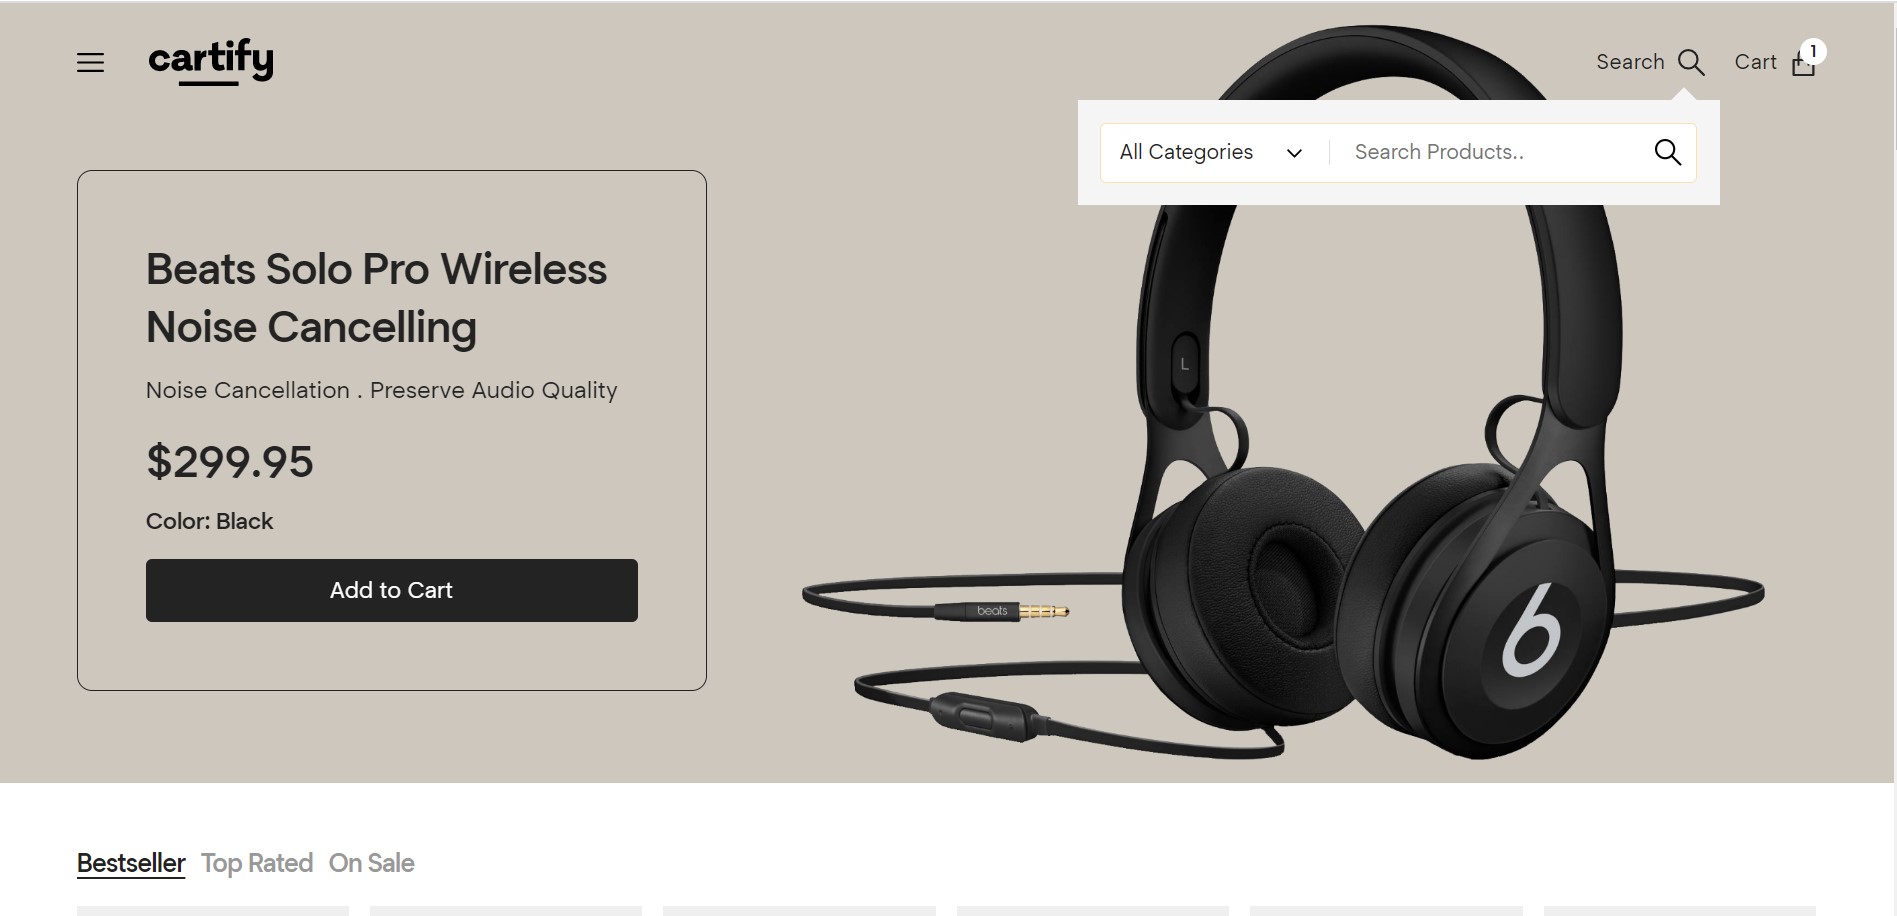 cartify
Search
Cart
1
All Categories
Search Products..
Beats Solo Pro Wireless
Noise Cancelling
Noise Cancellation . Preserve Audio Quality
$299.95
Color: Black
Add to Cart
L
beats
b
Bestseller
Top Rated
On Sale